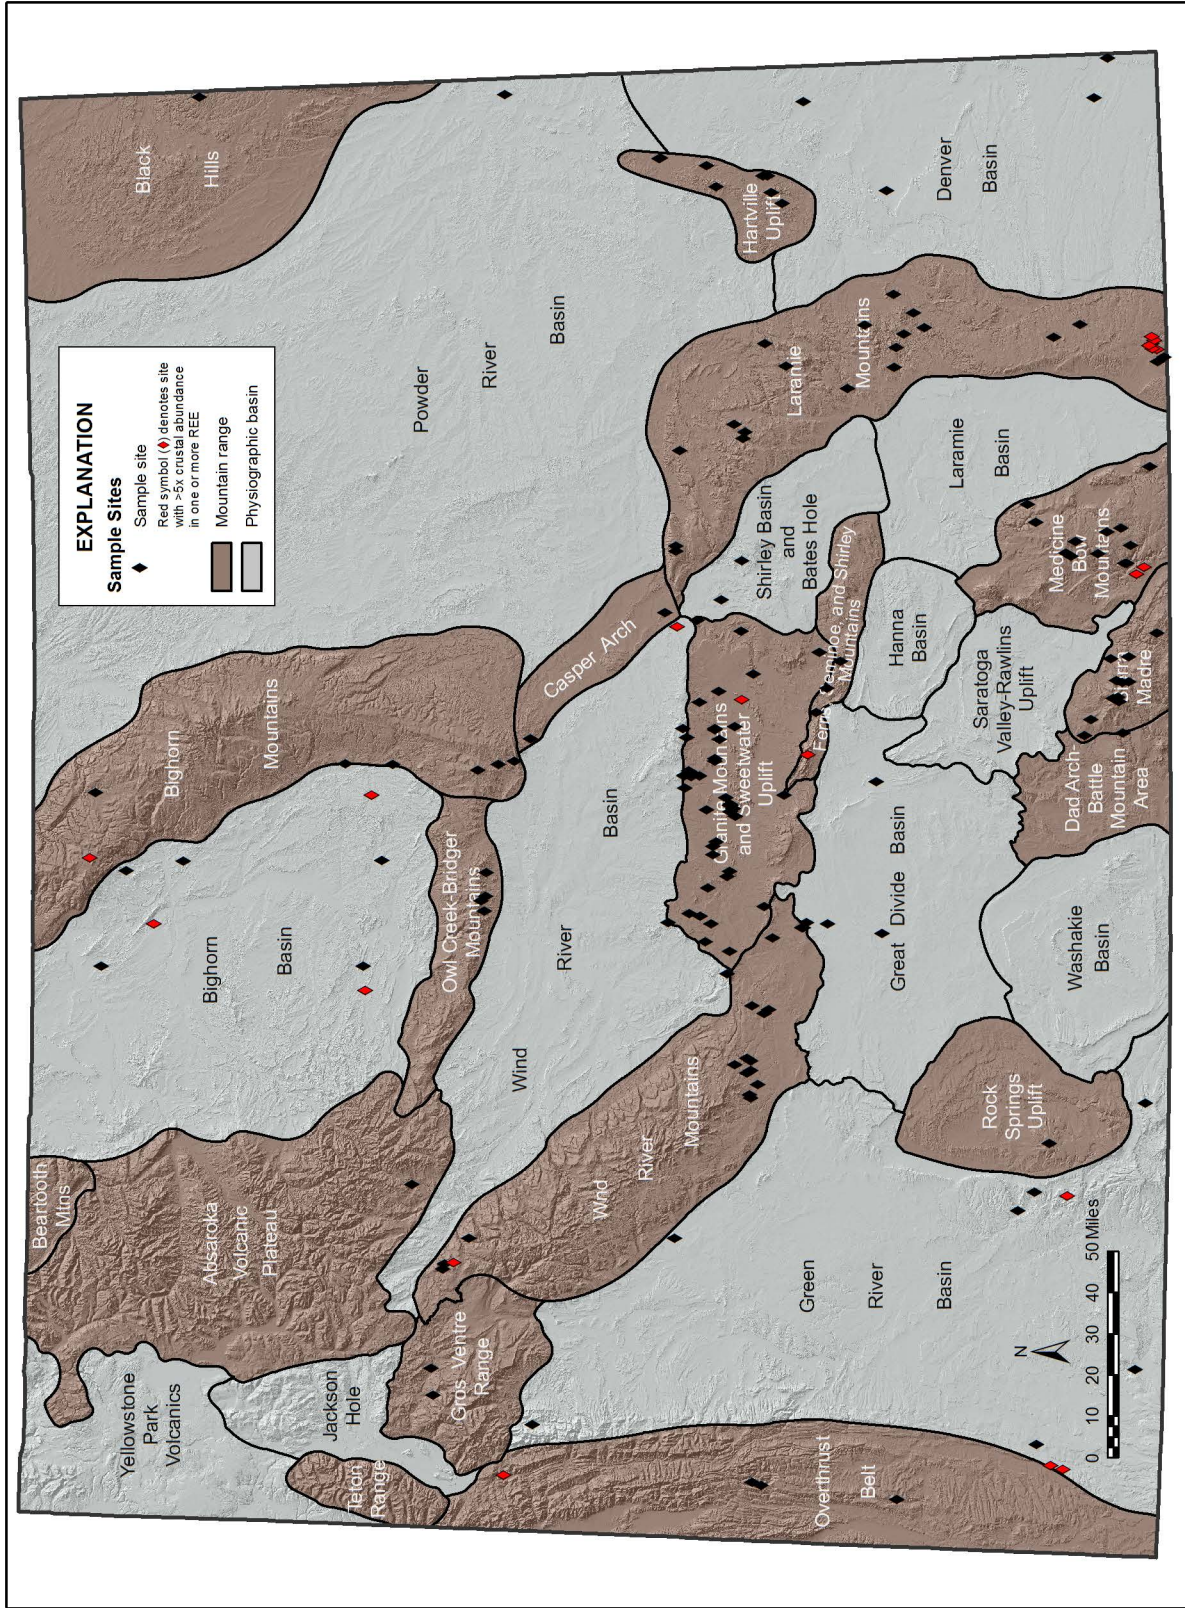 EXPLANATION
Sample Sites
Sample site
Red symbol (♦) denotes site
with >5x crustal abundance
in one or more REE
Mountain range
Physiographic basin
Yellowstone
Park
Volcanics
Beartooth
Mtns
Absaroka
Volcanic
Plateau
Bighorn
Basin
Bighorn
Mountains
Black
Hills
Powder
River
Basin
Jackson
Hole
Teton
Range
Gros Ventre
Range
Owl Creek-Bridger
Mountains
Wind
River
Basin
Casper Arch
Wind
River
Mountains
Granite Mountains
and Sweetwater
Uplift
Shirley Basin
and
Bates Hole
Laramie
Mountains
Hartville
Uplift
Denver
Basin
Ferris, Seminoe, and Shirley
Mountains
Hanna
Basin
Laramie
Basin
Overthrust
Belt
Green
River
Basin
Great Divide Basin
Rock
Springs
Uplift
Washakie
Basin
Saratoga
Valley-Rawlins
Uplift
Dad Arch-
Battle
Mountain
Area
Sierra
Madre
Medicine
Bow
Mountains
N
0 10 20 30 40 50 Miles